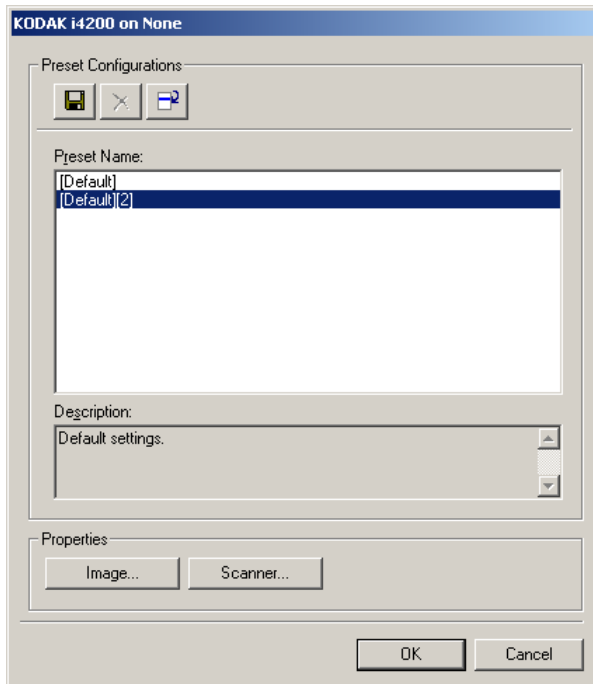 KODAK i4200 on None
Preset Configurations
Preset Name:
[Default]
[Default][2]
Description:
Default settings.
Properties
Image... Scanner...
OK Cancel